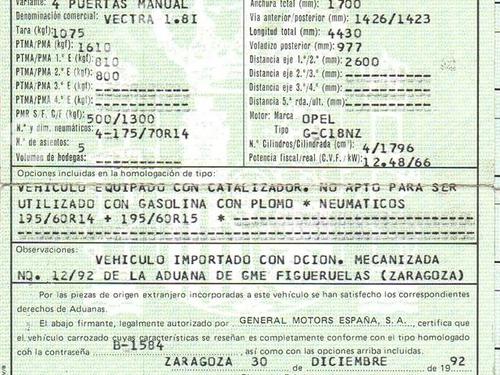 Variante: 4 PUERTAS MANUAL
Denominación comercial: VECTRA 1.8I
Tara (kgf): 1075
PTMA/PMA (kgf): 1610
PTMA/PMA 1.º E (kgf): 810
PTMA/PMA 2.º E (kgf): 800
PTMA/PMA 3.º E (kgf): ----------
PTMA/PMA 4.º E (kgf): ----------
PMR S/F, C/F (kgf): 500/1300
N.º y dim. neumáticos: 4-175/70R14
N.º de asientos: 5
Volumen de bodegas: ----------
Anchura total (mm): 1700
Vía anterior/posterior (mm): 1426/1423
Longitud total (mm): 4430
Voladizo posterior (mm): 977
Distancia eje 1.º/2.º (mm): 2600
Distancia eje 2.º/3.º (mm): ----------
Distancia eje 3.º/4.º (mm): ----------
Distancia 5.ª rda./ult. (mm): ----------
Motor: Marca OPEL
Tipo G-C18NZ
N.º Cilindros/Cilindrada (cm³): 4/1796
Potencia fiscal/real (C.V.F./kW): 12.48/66
Opciones incluidas en la homologación de tipo:
VEHICULO EQUIPADO CON CATALIZADOR. NO APTO PARA SER
UTILIZADO CON GASOLINA CON PLOMO * NEUMATICOS
195/60R14 + 195/60R15 * ----------
Observaciones:
VEHICULO IMPORTADO CON DCION. MECANIZADA
NO. 12/92 DE LA ADUANA DE GME FIGUERUELAS (ZARAGOZA)
Por las piezas de origen extranjero incorporadas a este vehículo se han satisfecho los correspondientes
derechos de Aduanas.
El abajo firmante, legalmente autorizado por GENERAL MOTORS ESPAÑA, S.A., certifica que
el vehículo carrozado cuyas características se reseñan es completamente conforme con el tipo homologado
con la contraseña B-1584, así como con las opciones arriba incluidas.
ZARAGOZA 30 de DICIEMBRE de 19 92